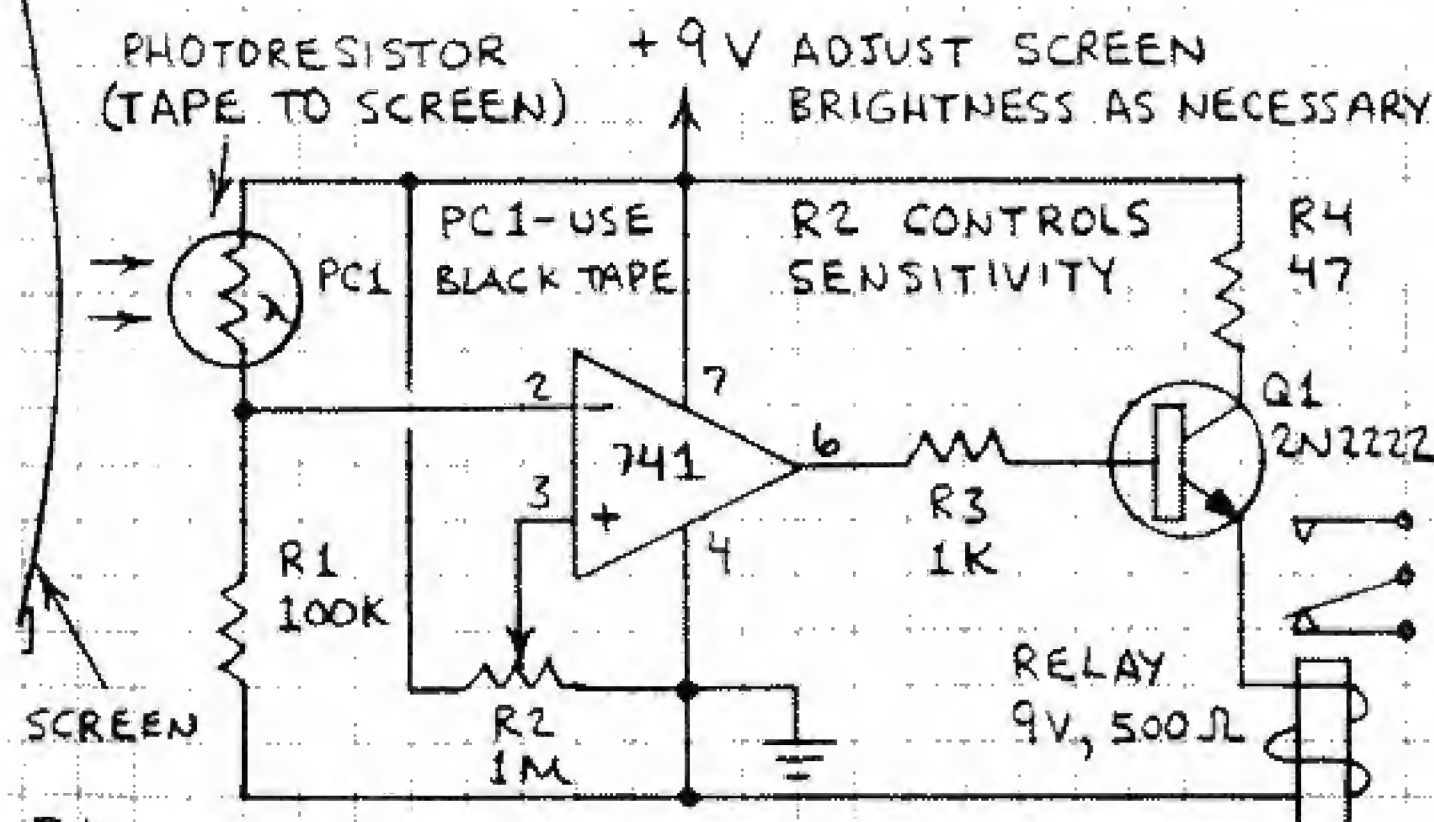 PHOTORESISTOR
(TAPE TO SCREEN)
+9V
ADJUST SCREEN
BRIGHTNESS AS NECESSARY
PC1
PC1-USE
BLACK TAPE
R2 CONTROLS
SENSITIVITY
R4
47
λ
2
7
-
741
6
3
+
4
Q1
2N2222
R3
1K
R1
100K
R2
1M
RELAY
9V, 500Ω
SCREEN